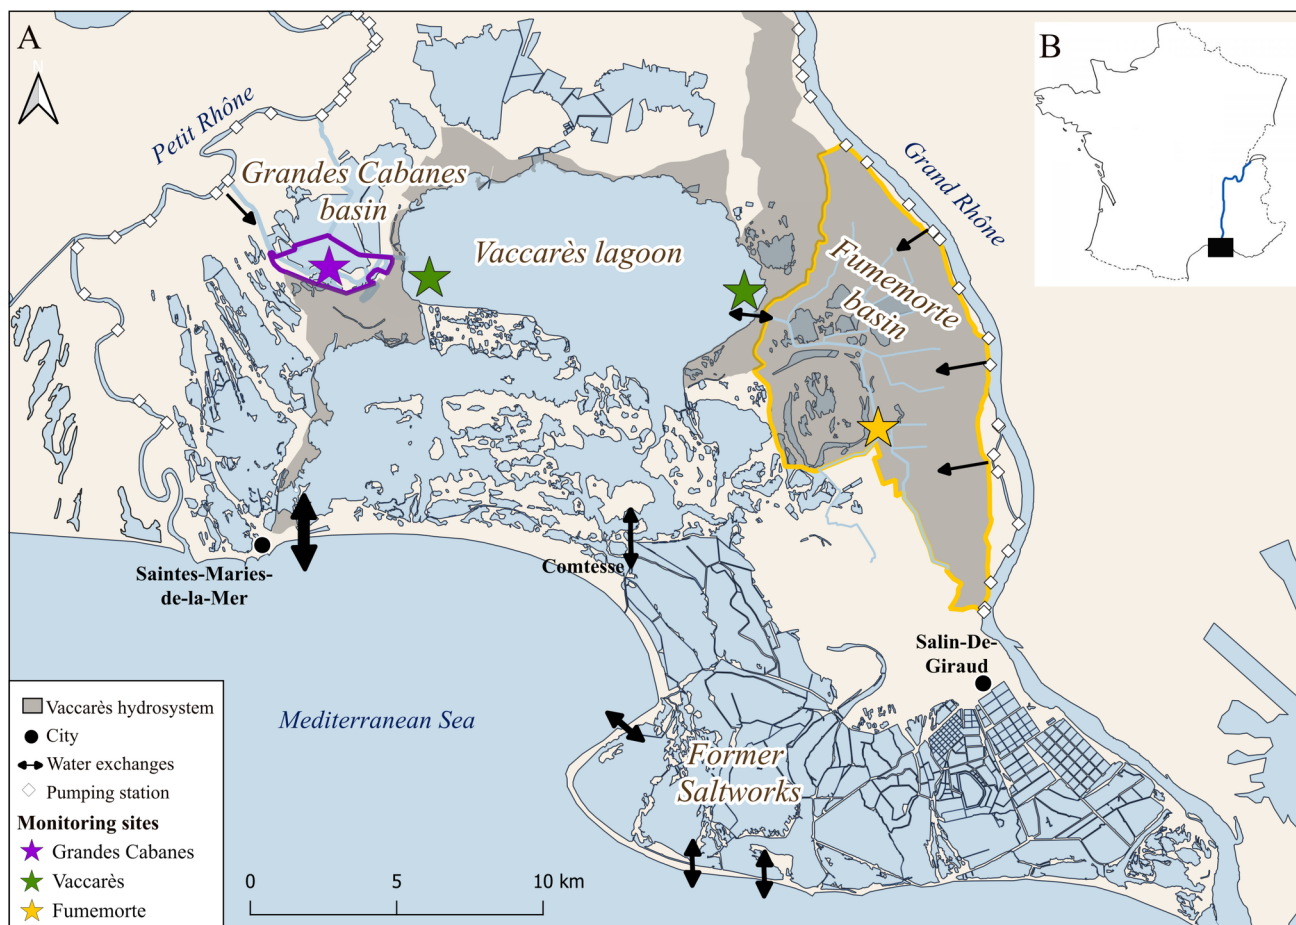 A
B
N
Petit Rhône
Grand Rhône
Grandes Cabanes
basin
Vaccarès lagoon
Fumemorte
basin
Comtesse
Saintes-Maries-
de-la-Mer
Salin-De-
Giraud
Mediterranean Sea
Former
Saltworks
Vaccarès hydrosystem
City
Water exchanges
Pumping station
Monitoring sites
Grandes Cabanes
Vaccarès
Fumemorte
0 5 10 km